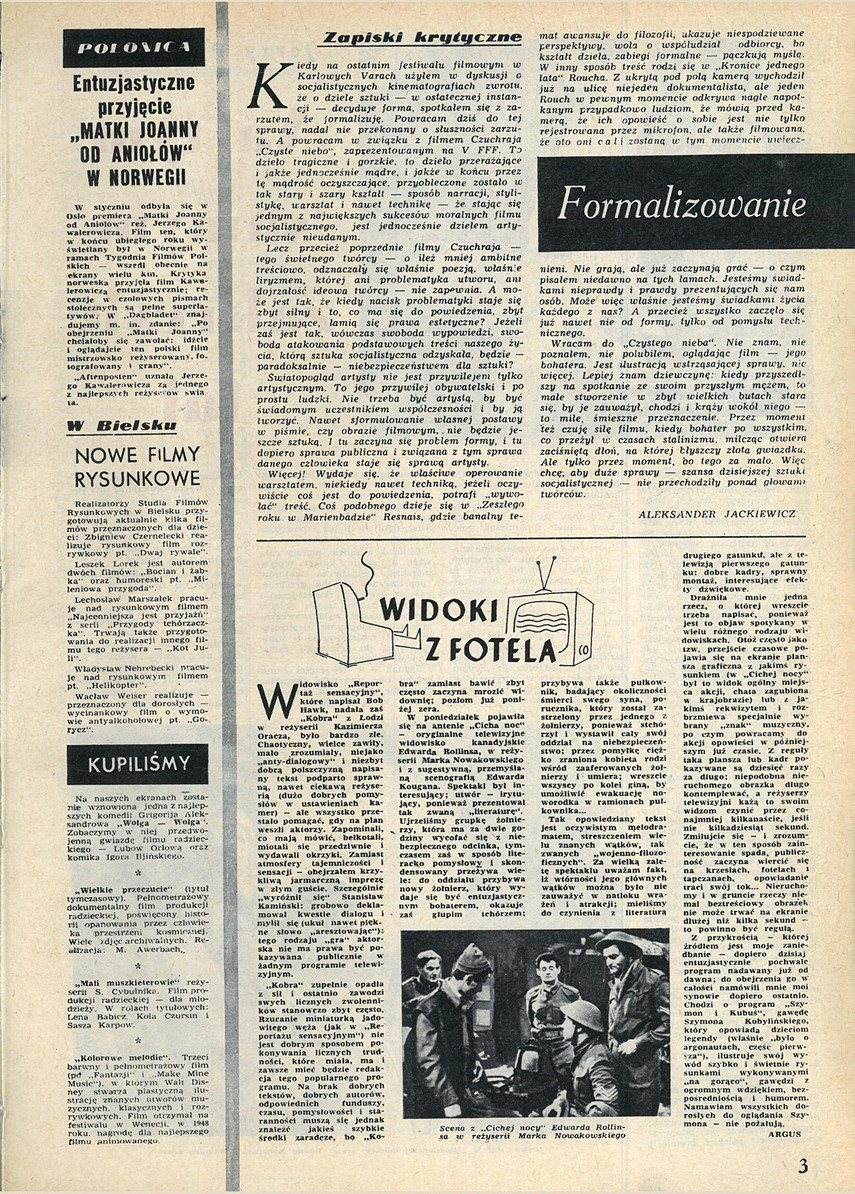 POLONICA
Entuzjastyczne
przyjęcie
„MATKI JOANNY
OD ANIOŁÓW“
W NORWEGII
W styczniu odbyła się w
Oslo premiera „Matki Joanny
od Aniołów“ reż. Jerzego Ka-
walerowicza. Film ten, który
w końcu ubiegłego roku wy-
świetlany był w Norwegii w
ramach Tygodnia Filmów Pol-
skich — wszedł obecnie na
ekrany wielu kin. Krytyka
norweska przyjęła film Kawa-
lerowicza entuzjastycznie; re-
cenzje w czołowych pismach
stołecznych są pełne superla-
tywów. W „Dagbladet“ znaj-
dujemy m. in. zdanie: „Po
obejrzeniu „Matki Joanny“
chciałoby się zawołać: idźcie
i oglądajcie ten polski film
mistrzowsko reżyserowany, fo-
tografowany i grany“.
„Aftenposten“ uznało Jerze-
go Kawalerowicza za jednego
z najlepszych reżyserów świa-
ta.
W Bielsku
NOWE FILMY
RYSUNKOWE
Realizatorzy Studia Filmów
Rysunkowych w Bielsku przy-
gotowują aktualnie kilka fil-
mów przeznaczonych dla dzie-
ci: Zbigniew Czernelecki rea-
lizuje rysunkowy film roz-
rywkowy pt. „Dwaj rywale“.
Leszek Lorek jest autorem
dwóch filmów: „Bocian i żab-
ka“ oraz humoreski pt. „Mi-
leniowa przygoda“.
Lechosław Marszałek pracu-
je nad rysunkowym filmem
„Najcenniejsza jest przyjaźń“
z serii „Przygody tchórzacz-
ka“. Trwają także przygoto-
wania do realizacji innego fil-
mu tego reżysera — „Kot Ju-
li“.
Władysław Nehrebecki pracu-
je nad rysunkowym filmem
pt. „Helikopter“.
Wacław Weiser realizuje —
przeznaczony dla dorosłych —
wycinankowy film o wymo-
wie antyalkoholowej pt. „Go-
rycz“.
KUPILIŚMY
Na naszych ekranach zosta-
nie wznowiona jedna z najlep-
szych komedii Grigorija Alek-
sandrowa „Wołga — Wołga“.
Zobaczymy w niej przedwo-
jenną gwiazdę filmu radziec-
kiego — Lubow Orłową oraz
komika Igora Iljińskiego.
☆
„Wielkie przeczucie“ (tytuł
tymczasowy). Pełnometrażowy
dokumentalny film produkcji
radzieckiej, poświęcony histo-
rii opanowania przez człowie-
ka przestrzeni kosmicznej.
Wiele zdjęć archiwalnych. Re-
alizacja: M. Awerbach.
☆
„Mali muszkieterowie“ reży-
serii S. Cybulnika. Film pro-
dukcji radzieckiej — dla mło-
dzieży. W rolach tytułowych:
Lena Babicz, Kola Czursin i
Sasza Karpow.
☆
„Kolorowe melodie“. Trzeci
barwny i pełnometrażowy film
(po „Fantazji“ i „Make Mine
Music“), w którym Walt Dis-
ney stwarza plastyczną ilu-
strację znanych utworów mu-
zycznych, klasycznych i roz-
rywkowych. Film otrzymał na
festiwalu w Wenecji, w 1948
roku, nagrodę dla najlepszego
filmu animowanego.
Zapiski krytyczne
Kiedy na ostatnim festiwalu filmowym w
Karlovych Varach użyłem w dyskusji o
socjalistycznych kinematografiach zwrotu,
że o dziele sztuki — w ostatecznej instan-
cji — decyduje forma, spotkałem się z za-
rzutem, że formalizuję. Powracam dziś do tej
sprawy, nadal nie przekonany o słuszności zarzu-
tu. A powracam w związku z filmem Czuchraja
„Czyste niebo“, zaprezentowanym na V FFF. To
dzieło tragiczne i gorzkie, to dzieło przerażające
i jakże jednocześnie mądre, i jakże w końcu przez
tę mądrość oczyszczające, przyobleczone zostało w
tak stary i szary kształt — sposób narracji, styli-
stykę, warsztat i nawet technikę — że stając się
jednym z największych sukcesów moralnych filmu
socjalistycznego, jest jednocześnie dziełem arty-
stycznie nieudanym.
Lecz przecież poprzednie filmy Czuchraja —
tego świetnego twórcy — o ileż mniej ambitne
treściowo, odznaczały się właśnie poezją, właśnie
liryzmem, której ani problematyka utworu, ani
dojrzałość ideowa twórcy — nie zapewnia. A mo-
że jest tak, że kiedy nacisk problematyki staje się
zbyt silny i to, co ma się do powiedzenia, zbyt
przejmujące, łamią się prawa estetyczne? Jeżeli
zaś jest tak, wówczas swoboda wypowiedzi, swo-
boda atakowania podstawowych treści naszego ży-
cia, którą sztuka socjalistyczna odzyskała, będzie —
paradoksalnie — niebezpieczeństwem dla sztuki?
Światopogląd artysty nie jest przywilejem tylko
artystycznym. To jego przywilej obywatelski i po
prostu ludzki. Nie trzeba być artystą, by być
świadomym uczestnikiem współczesności i by ją
tworzyć. Nawet sformułowanie własnej postawy
w piśmie, czy obrazie filmowym, nie będzie je-
szcze sztuką. I tu zaczyna się problem formy, i tu
dopiero sprawa publiczna i związana z tym sprawa
danego człowieka staje się sprawą artysty.
Więcej! Wydaje się, że właściwe operowanie
warsztatem, niekiedy nawet techniką, jeżeli oczy-
wiście coś jest do powiedzenia, potrafi „wywo-
łać“ treść. Coś podobnego dzieje się w „Zeszłego
roku w Marienbadzie“ Resnais, gdzie banalny te-
mat awansuje do filozofii, ukazuje niespodziewane
perspektywy, woła o współudział odbiorcy, bo
kształt dzieła, zabiegi formalne — pączkują myślą.
W inny sposób treść rodzi się w „Kronice jednego
lata“ Roucha. Z ukrytą pod połą kamerą wychodził
już na ulicę niejeden dokumentalista, ale jeden
Rouch w pewnym momencie odkrywa nagle napot-
kanym przypadkowo ludziom, że mówią przed ka-
merą, że ich opowieść o sobie jest nie tylko
rejestrowana przez mikrofon, ale także filmowana,
że oto oni cali zostaną w tym momencie uwiecz-
Formalizowanie
nieni. Nie grają, ale już zaczynają grać — o czym
pisałem niedawno na tych łamach. Jesteśmy świad-
kami nieprawdy i prawdy prezentujących się nam
osób. Może więc właśnie jesteśmy świadkami życia
każdego z nas? A przecież wszystko zaczęło się
już nawet nie od formy, tylko od pomysłu tech-
nicznego.
Wracam do „Czystego nieba“. Nie znam, nie
poznałem, nie polubiłem, oglądając film — jego
bohatera. Jest ilustracją wstrząsającej sprawy, nic
więcej. Lepiej znam dziewczynę: kiedy przyszedł-
szy na spotkanie ze swoim przyszłym mężem, to
małe stworzenie w zbyt wielkich butach stara
się, by je zauważył, chodzi i krąży wokół niego —
to miłe, śmieszne przeznaczenie. Przez moment
też czuję siłę filmu, kiedy bohater po wszystkim,
co przeżył w czasach stalinizmu, milcząc otwiera
zaciśniętą dłoń, na której błyszczy złota gwiazdka.
Ale tylko przez moment, bo tego za mało. Więc
chcę, aby duże sprawy — szansa dzisiejszej sztuki
socjalistycznej — nie przechodziły ponad głowami
twórców.
ALEKSANDER JACKIEWICZ
WIDOKI
Z FOTELA
Widowisko „Repor-
taż sensacyjny“,
które napisał Bob
Hawk, nadała zaś
„Kobra“ z Łodzi
w reżyserii Kazimierza
Oracza, było bardzo złe.
Chaotyczny, wielce zawiły,
mało zrozumiały, niejako
„anty-dialogowy“ i niezbyt
dobrą polszczyzną napisa-
ny tekst podparto spraw-
ną, nawet ciekawą reżyse-
rią (dużo dobrych pomy-
słów w ustawieniach ka-
mer) — ale wszystko prze-
stało pomagać, gdy na plan
weszli aktorzy. Zapominali,
co mają mówić, bełkotali,
miotali się przedziwnie i
wydawali okrzyki. Zamiast
atmosfery tajemniczości i
sensacji — obejrzałem krzy-
kliwą jarmarczną imprezę
w złym guście. Szczególnie
„wyróżnił się“ Stanisław
Kamiński: grobowo dekla-
mował kwestie dialogu i
mylił się (ukuł nawet pięk-
ne słowo „aresztowając“);
tego rodzaju „gra“ aktor-
ska nie ma prawa być po-
kazywana publicznie w
żadnym programie telewi-
zyjnym.
„Kobra“ zupełnie opadła
z sił i ostatnio zawodzi
swych licznych zwolenni-
ków stanowczo zbyt często.
Rzucanie miniaturką jado-
witego węża (jak w „Re-
portażu sensacyjnym“) nie
jest dobrym sposobem po-
konywania licznych trud-
ności, które miała, ma i
zawsze mieć będzie redak-
cja tego popularnego pro-
gramu. Na brak dobrych
tekstów, dobrych autorów,
odpowiednich funduszy,
czasu, pomysłowości i sta-
ranności muszą się jednak
znaleźć jakieś szybkie
środki zaradcze, bo „Ko-
bra“ zamiast bawić zbyt
często zaczyna mrozić wi-
downię; poziom już poni-
żej zera.
W poniedziałek pojawiła
się na antenie „Cicha noc“
— oryginalne telewizyjne
widowisko kanadyjskie
Edwarda Rollinsa, w reży-
serii Marka Nowakowskiego
i z sugestywną, przemyśla-
ną scenografią Edwarda
Kougana. Spektakl był in-
teresujący; utwór — irytu-
jący, ponieważ prezentował
tak zwaną „literaturę“.
Ujrzeliśmy grupkę żołnie-
rzy, która ma za dwie go-
dziny wycofać się z nie-
bezpiecznego odcinka, tym-
czasem zaś w sposób lite-
racko pomysłowy i skon-
densowany przeżywa wie-
le: do oddziału przybywa
nowy żołnierz, który wy-
daje się być entuzjastycz-
nym bohaterem, okazuje
zaś głupim tchórzem;
przybywa także pułkow-
nik, badający okoliczności
śmierci swego syna, po-
rucznika, który został za-
strzelony przez jednego z
żołnierzy, ponieważ stchó-
rzył i wystawił cały swój
oddział na niebezpieczeń-
stwo; przez pomyłkę cięż-
ko zraniona kobieta rodzi
wśród zaaferowanych żoł-
nierzy i umiera; wreszcie
wszyscy po kolei giną, by
umożliwić ewakuację no-
worodka w ramionach puł-
kownika...
Tak opowiedziany tekst
jest oczywistym melodra-
matem, streszczeniem wie-
lu znanych wątków, tak
zwanych „wojenno-filozo-
ficznych“. Za wielką zale-
tę spektaklu uważam fakt,
iż wtórności jego głównych
wątków można było nie
zauważyć w natłoku wra-
żeń i atrakcji; mieliśmy
do czynienia z literaturą
drugiego gatunku, ale z te-
lewizją pierwszego gatun-
ku: dobre kadry, sprawny
montaż, interesujące efek-
ty dźwiękowe.
Drażniła mnie jedna
rzecz, o której wreszcie
trzeba napisać, ponieważ
jest to objaw spotykany w
wielu różnego rodzaju wi-
dowiskach. Otóż często jako
tzw. przejście czasowe po-
jawia się na ekranie plan-
sza graficzna z jakimś ry-
sunkiem (w „Cichej nocy“
był to widok ogólny miejs-
ca akcji, chata zagubiona
w krajobrazie) lub z ja-
kimś rekwizytem i roz-
brzmiewa specjalnie wy-
brany „znak“ muzyczny,
po czym powracamy do
akcji opowieści w później-
szym już czasie. Z reguły
taka plansza lub kadr po-
kazywane są dziesięć razy
za długo; niepodobna nie-
ruchomego obrazka długo
kontemplować, a reżyserzy
telewizyjni każą to swoim
widzom czynić przez co-
najmniej kilkanaście, jeśli
nie kilkadziesiąt sekund.
Zmiłujcie się — i zrozum-
cie, że w ten sposób zain-
teresowanie spada, publicz-
ność zaczyna wiercić się
na krzesłach, fotelach i
tapczanach, opowiadanie
traci swój tok... Nierucho-
my i w gruncie rzeczy nie-
mal beztreściowy obrazek
nie może trwać na ekranie
dłużej niż kilka sekund —
to powinno być regułą.
Z przykrością — której
źródłem jest moje zanie-
dbanie — dopiero dzisiaj
entuzjastycznie pochwalę
program nadawany już od
dawna; do obejrzenia go w
całości namówili mnie moi
synowie dopiero ostatnio.
Chodzi o program „Szy-
mon i Kubuś“, gawędę
Szymona Kobylińskiego,
który opowiada dzieciom
legendy (właśnie „było o
argonautach, część pierw-
sza“), ilustruje swój wy-
wód szybko i świetnie ry-
sunkami wykonywanymi
„na gorąco“, gawędzi z
ogromnym wdziękiem, bez-
pośredniością i humorem.
Namawiam wszystkich do-
rosłych do oglądania Szy-
mona — nie pożałują.
ARGUS
Scena z „Cichej nocy“ Edwarda Rollin-
sa w reżyserii Marka Nowakowskiego
3